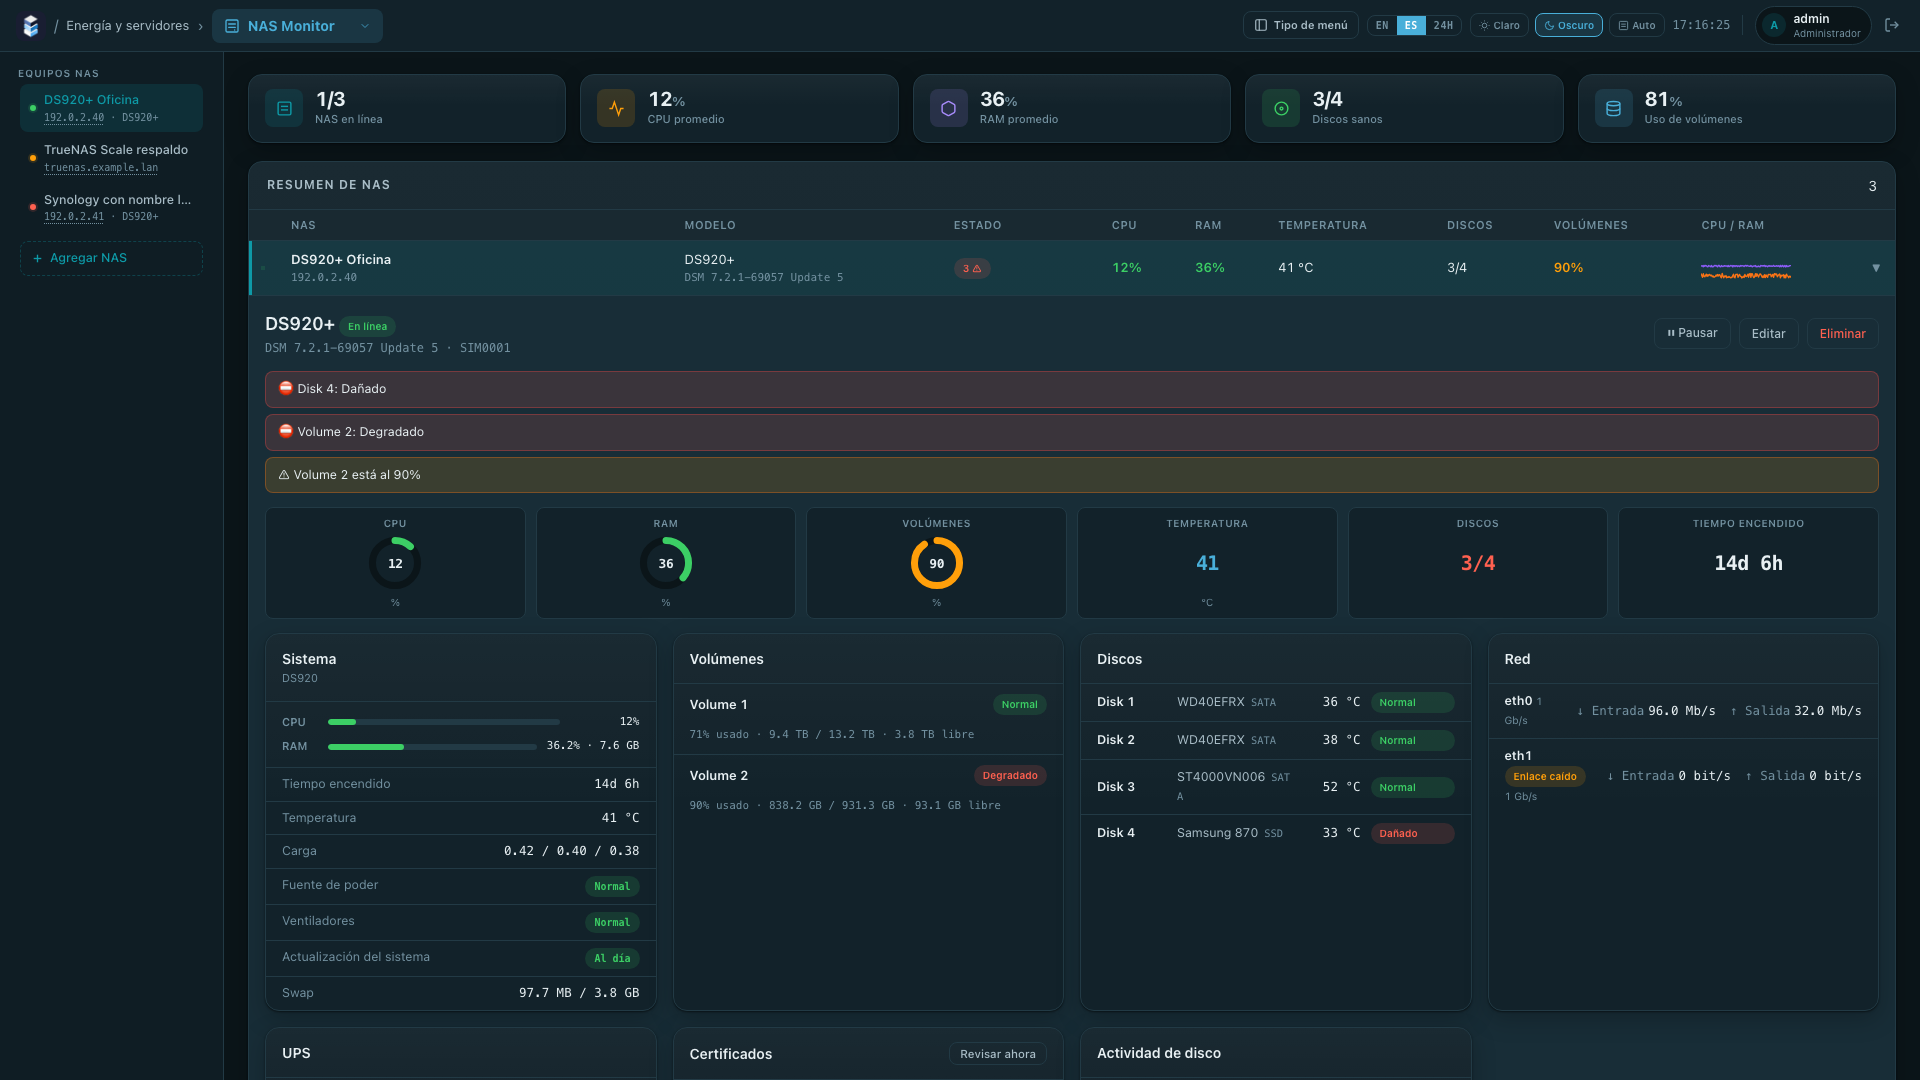 / Energía y servidores ›
NAS Monitor
Tipo de menú
EN ES 24H
Claro
Oscuro
Auto
17:16:25
A
admin
Administrador
EQUIPOS NAS
DS920+ Oficina
192.0.2.40 · DS920+
TrueNAS Scale respaldo
truenas.example.lan
Synology con nombre l...
192.0.2.41 · DS920+
+ Agregar NAS
1/3
NAS en línea
12%
CPU promedio
36%
RAM promedio
3/4
Discos sanos
81%
Uso de volúmenes
RESUMEN DE NAS
3
NAS MODELO ESTADO CPU RAM TEMPERATURA DISCOS VOLÚMENES CPU / RAM
DS920+ Oficina
192.0.2.40
DS920+
DSM 7.2.1-69057 Update 5
3 ⚠
12%
36%
41 °C
3/4
90%
▼
DS920+ En línea
DSM 7.2.1-69057 Update 5 · SIM0001
Pausar
Editar
Eliminar
⛔ Disk 4: Dañado
⛔ Volume 2: Degradado
⚠ Volume 2 está al 90%
CPU
12
%
RAM
36
%
VOLÚMENES
90
%
TEMPERATURA
41
°C
DISCOS
3/4
TIEMPO ENCENDIDO
14d 6h
Sistema
DS920
CPU 12%
RAM 36.2% · 7.6 GB
Tiempo encendido 14d 6h
Temperatura 41 °C
Carga 0.42 / 0.40 / 0.38
Fuente de poder Normal
Ventiladores Normal
Actualización del sistema Al día
Swap 97.7 MB / 3.8 GB
Volúmenes
Volume 1 Normal
71% usado · 9.4 TB / 13.2 TB · 3.8 TB libre
Volume 2 Degradado
90% usado · 838.2 GB / 931.3 GB · 93.1 GB libre
Discos
Disk 1 WD40EFRX SATA 36 °C Normal
Disk 2 WD40EFRX SATA 38 °C Normal
Disk 3 ST4000VN006 SAT
A
52 °C Normal
Disk 4 Samsung 870 SSD 33 °C Dañado
Red
eth0 1
Gb/s
↓ Entrada 96.0 Mb/s ↑ Salida 32.0 Mb/s
eth1
Enlace caído
1 Gb/s
↓ Entrada 0 bit/s ↑ Salida 0 bit/s
UPS
Certificados
Revisar ahora
Actividad de disco